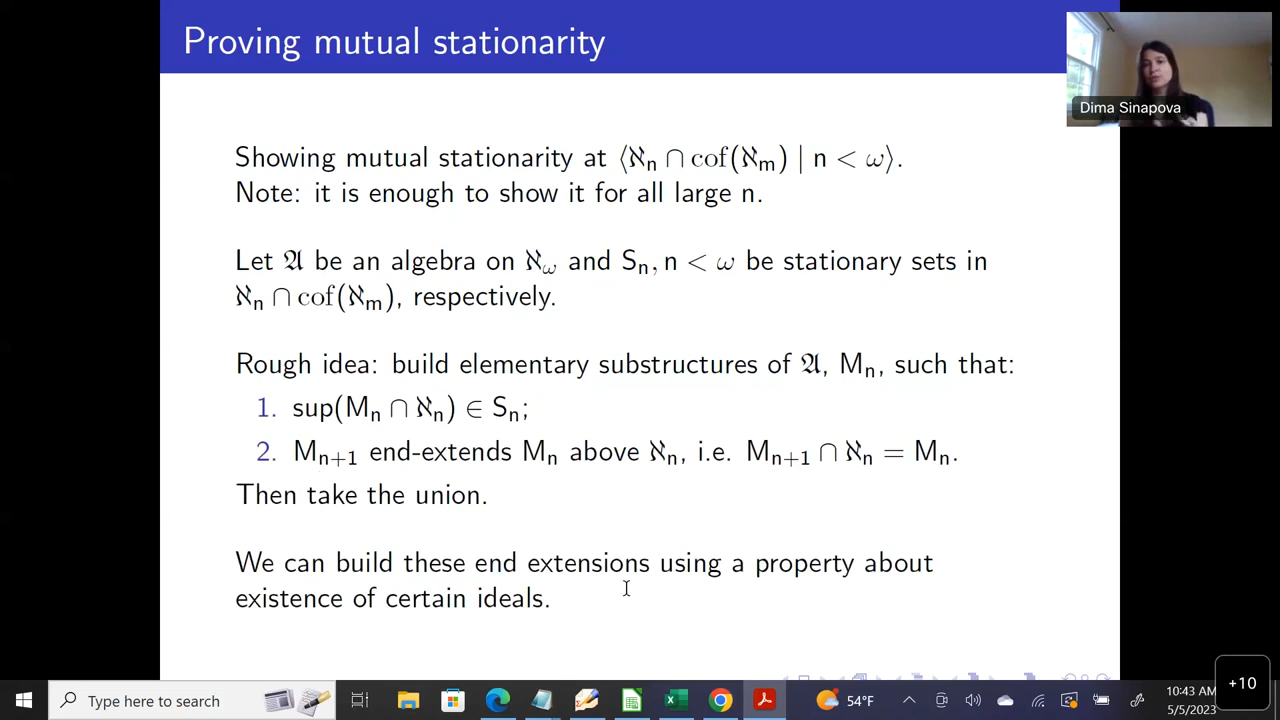 Proving mutual stationarity
Dima Sinapova
Showing mutual stationarity at ⟨ℵₙ ∩ cof(ℵₘ) | n < ω⟩.
Note: it is enough to show it for all large n.
Let 𝔄 be an algebra on ℵ_ω and Sₙ, n < ω be stationary sets in
ℵₙ ∩ cof(ℵₘ), respectively.
Rough idea: build elementary substructures of 𝔄, Mₙ, such that:
1. sup(Mₙ ∩ ℵₙ) ∈ Sₙ;
2. Mₙ₊₁ end-extends Mₙ above ℵₙ, i.e. Mₙ₊₁ ∩ ℵₙ = Mₙ.
Then take the union.
We can build these end extensions using a property about
existence of certain ideals.
+10
Type here to search
54°F
10:43 AM
5/5/2023